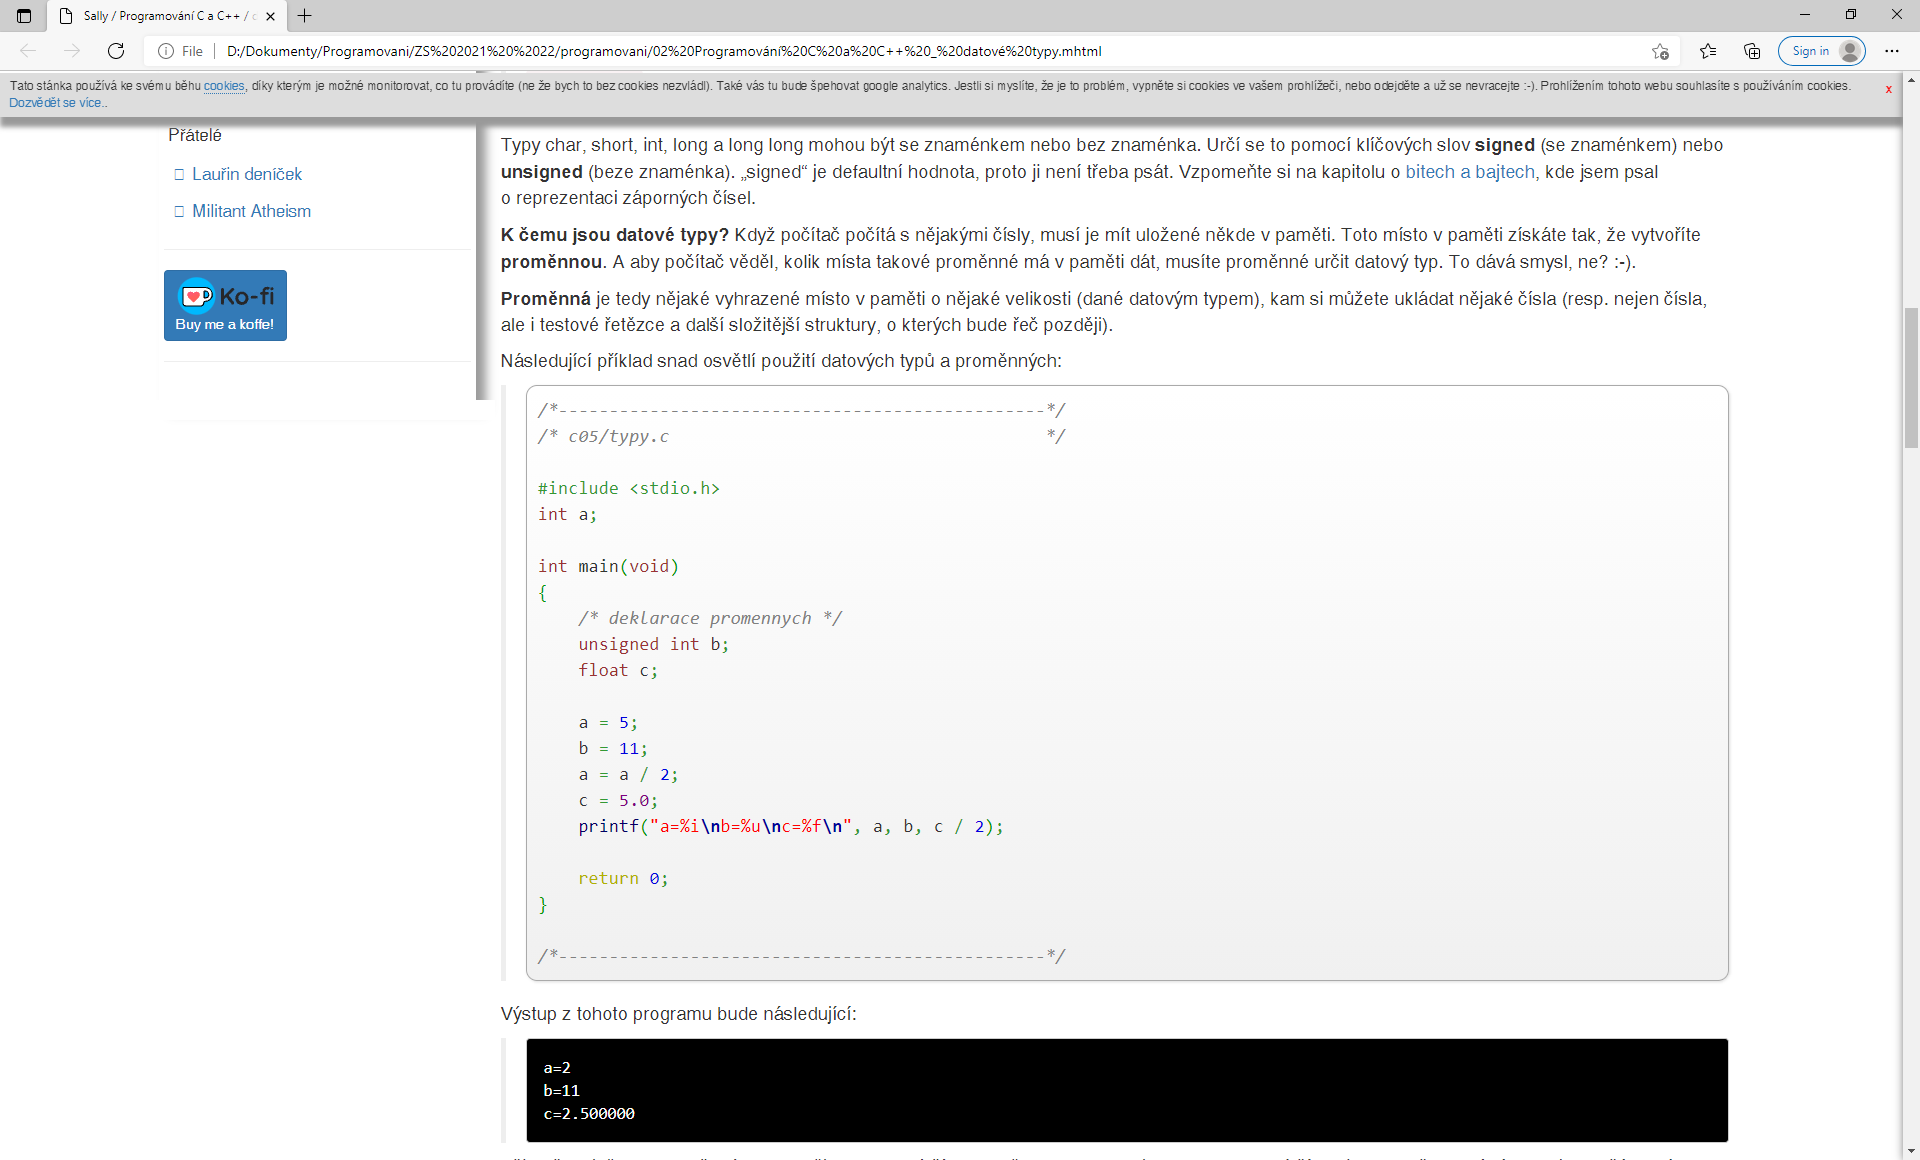 Sally / Programování C a C++ /
File
D:/Dokumenty/Programovani/ZS%202021%20%2022/programovani/02%20Programování%20C%20a%20C++%20_%20datové%20typy.mhtml
Sign in
Tato stánka používá ke svému běhu cookies, díky kterým je možné monitorovat, co tu provádíte (ne že bych to bez cookies nezvládl). Také vás tu bude špehovat google analytics. Jestli si myslíte, že je to problém, vypněte si cookies ve vašem prohlížeči, nebo odejděte a už se nevracejte :-). Prohlížením tohoto webu souhlasíte s používáním cookies.
Dozvědět se více..
x
Přátelé
Lauřin deníček
Militant Atheism
Ko-fi
Buy me a koffe!
Typy char, short, int, long a long long mohou být se znaménkem nebo bez znaménka. Určí se to pomocí klíčových slov signed (se znaménkem) nebo
unsigned (beze znaménka). „signed“ je defaultní hodnota, proto ji není třeba psát. Vzpomeňte si na kapitolu o bitech a bajtech, kde jsem psal
o reprezentaci záporných čísel.
K čemu jsou datové typy? Když počítač počítá s nějakými čísly, musí je mít uložené někde v paměti. Toto místo v paměti získáte tak, že vytvoříte
proměnnou. A aby počítač věděl, kolik místa takové proměnné má v paměti dát, musíte proměnné určit datový typ. To dává smysl, ne? :-).
Proměnná je tedy nějaké vyhrazené místo v paměti o nějaké velikosti (dané datovým typem), kam si můžete ukládat nějaké čísla (resp. nejen čísla,
ale i testové řetězce a další složitější struktury, o kterých bude řeč později).
Následující příklad snad osvětlí použití datových typů a proměnných:
/*------------------------------------------------*/
/* c05/typy.c                                     */
#include <stdio.h>
int a;
int main(void)
{
    /* deklarace promennych */
    unsigned int b;
    float c;
    a = 5;
    b = 11;
    a = a / 2;
    c = 5.0;
    printf("a=%i\nb=%u\nc=%f\n", a, b, c / 2);
    return 0;
}
/*------------------------------------------------*/
Výstup z tohoto programu bude následující:
a=2
b=11
c=2.500000